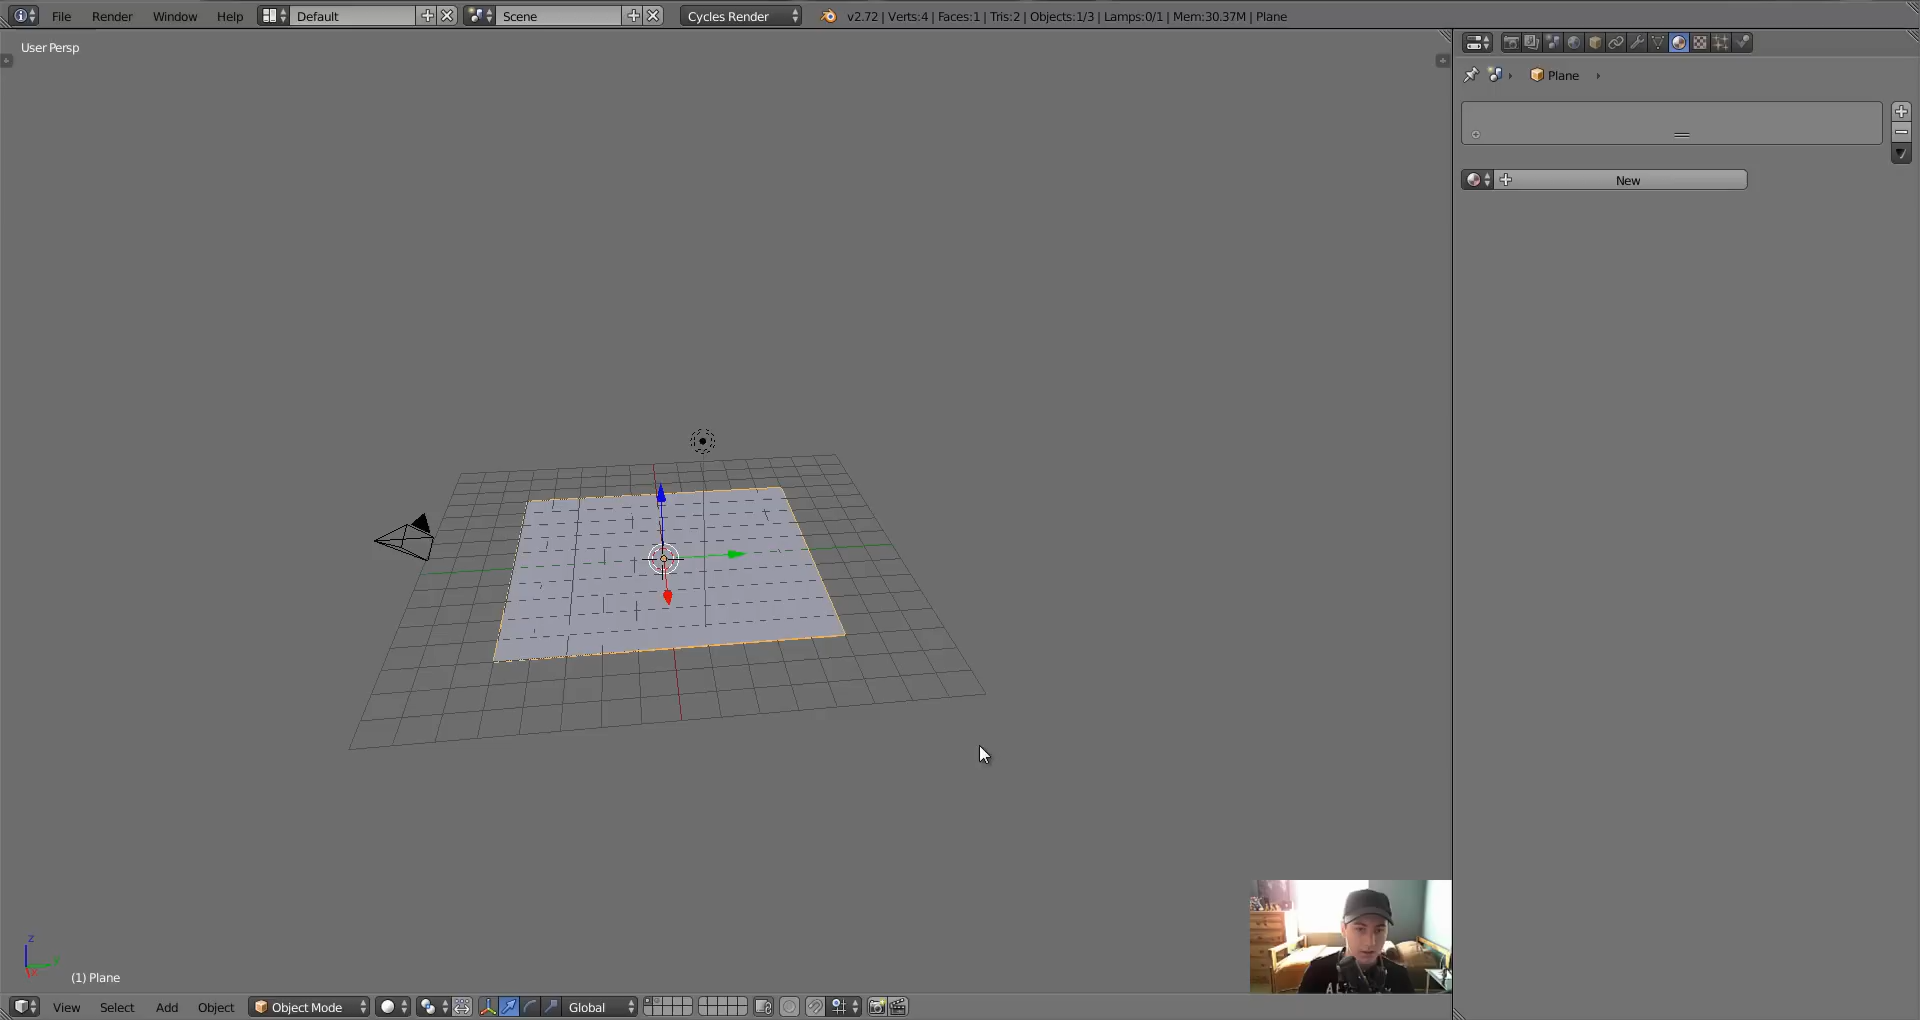 File Render Window Help Default Scene Cycles Render v2.72 | Verts:4 | Faces:1 | Tris:2 | Objects:1/3 | Lamps:0/1 | Mem:30.37M | Plane
User Persp
Plane
New
z
y
x
(1) Plane
View Select Add Object Object Mode Global